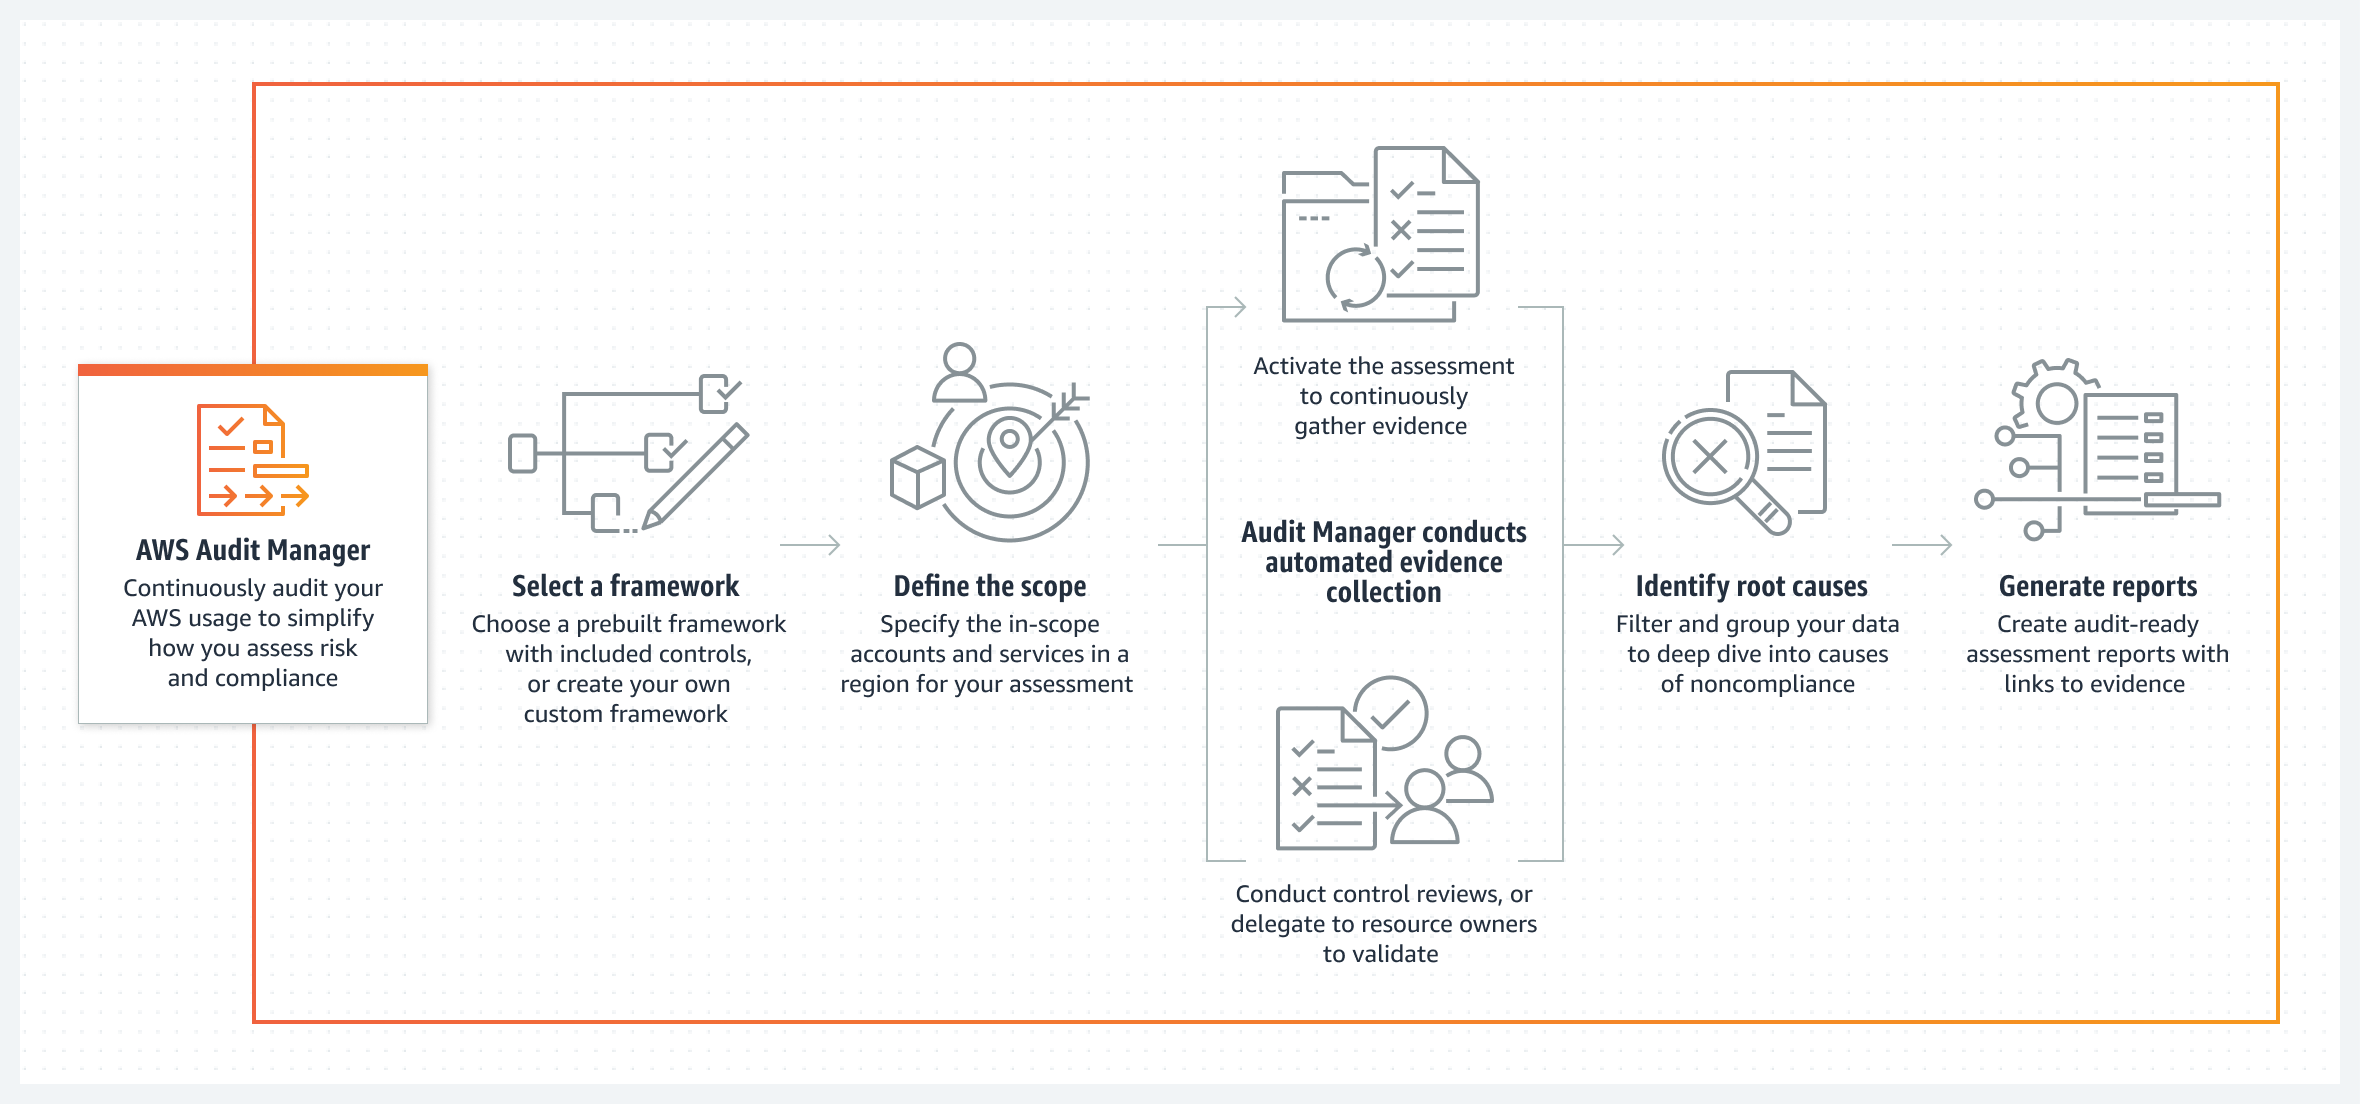 AWS Audit Manager
Continuously audit your
AWS usage to simplify
how you assess risk
and compliance
Select a framework
Choose a prebuilt framework
with included controls,
or create your own
custom framework
Define the scope
Specify the in-scope
accounts and services in a
region for your assessment
Activate the assessment
to continuously
gather evidence
Audit Manager conducts
automated evidence
collection
Conduct control reviews, or
delegate to resource owners
to validate
Identify root causes
Filter and group your data
to deep dive into causes
of noncompliance
Generate reports
Create audit-ready
assessment reports with
links to evidence